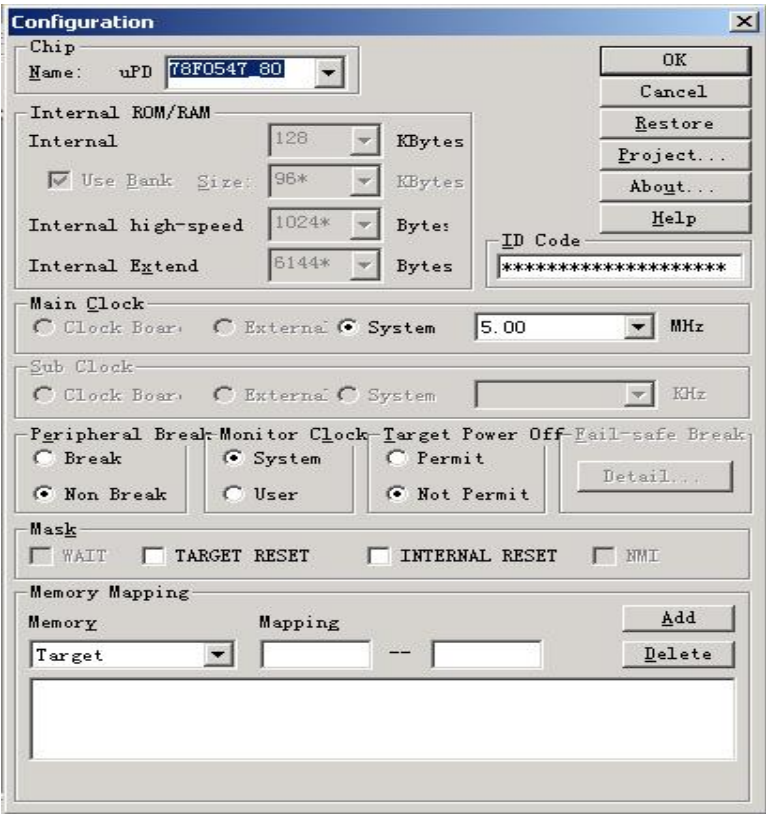 Configuration
Chip
Name: uPD 78F0547_80
OK
Cancel
Restore
Project...
About...
Help
Internal ROM/RAM
Internal 128 KBytes
Use Bank Size: 96* KBytes
Internal high-speed 1024* Bytes
Internal Extend 6144* Bytes
ID Code
********************
Main Clock
Clock Board External System 5.00 MHz
Sub Clock
Clock Board External System KHz
Peripheral Break Monitor Clock Target Power Off Fail-safe Break
Break System Permit
Detail...
Non Break User Not Permit
Mask
WAIT TARGET RESET INTERNAL RESET NMI
Memory Mapping
Memory Mapping Add
Target -- Delete